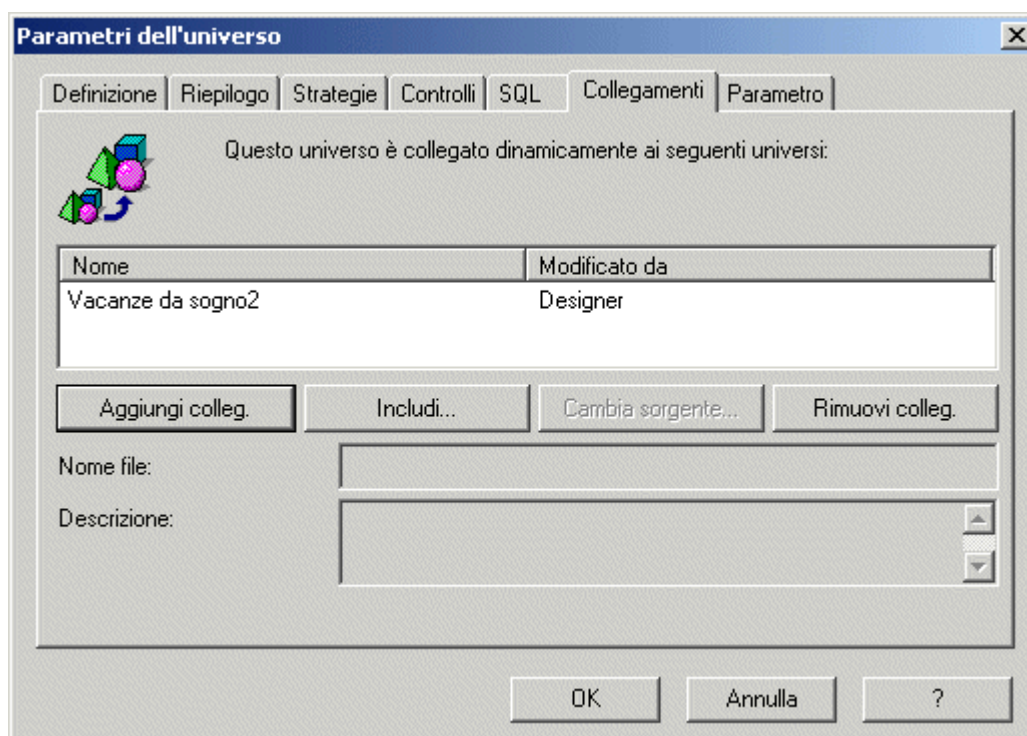 Parametri dell'universo
Definizione Riepilogo Strategie Controlli SQL Collegamenti Parametro
Questo universo è collegato dinamicamente ai seguenti universi:
Nome Modificato da
Vacanze da sogno2 Designer
Aggiungi colleg. Includi... Cambia sorgente... Rimuovi colleg.
Nome file:
Descrizione:
OK Annulla ?